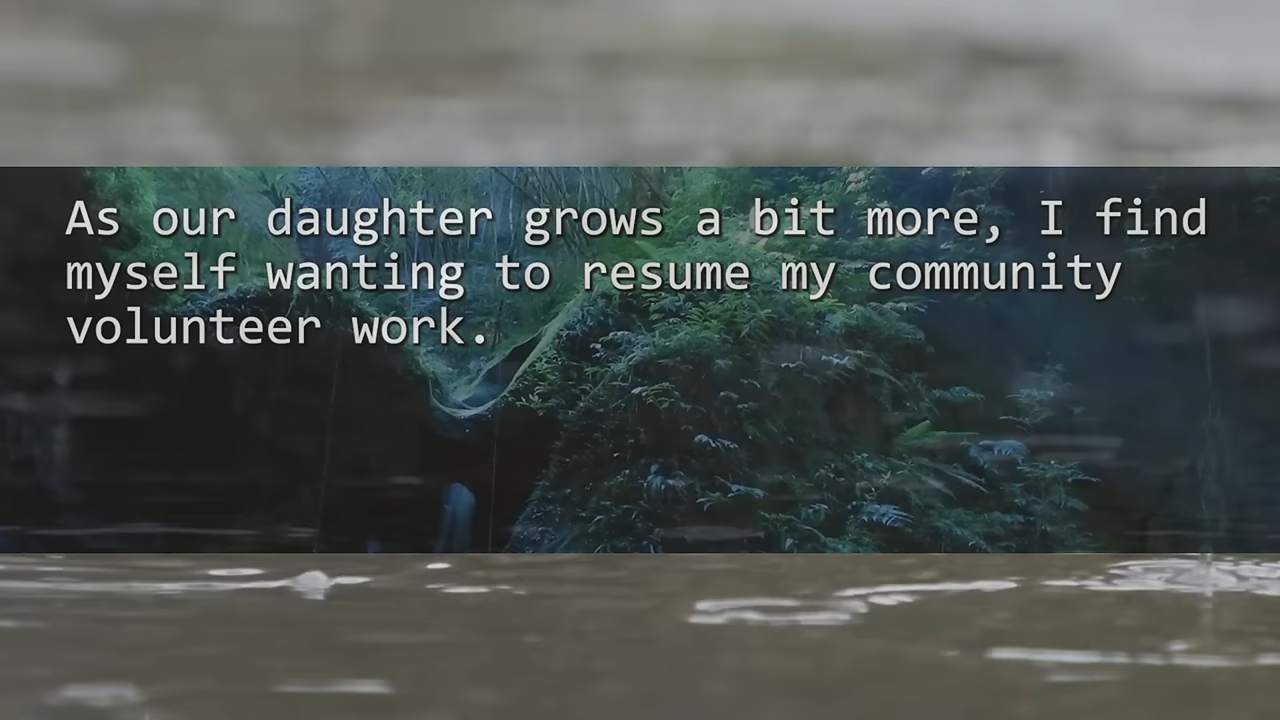 As our daughter grows a bit more, I find
myself wanting to resume my community
volunteer work.